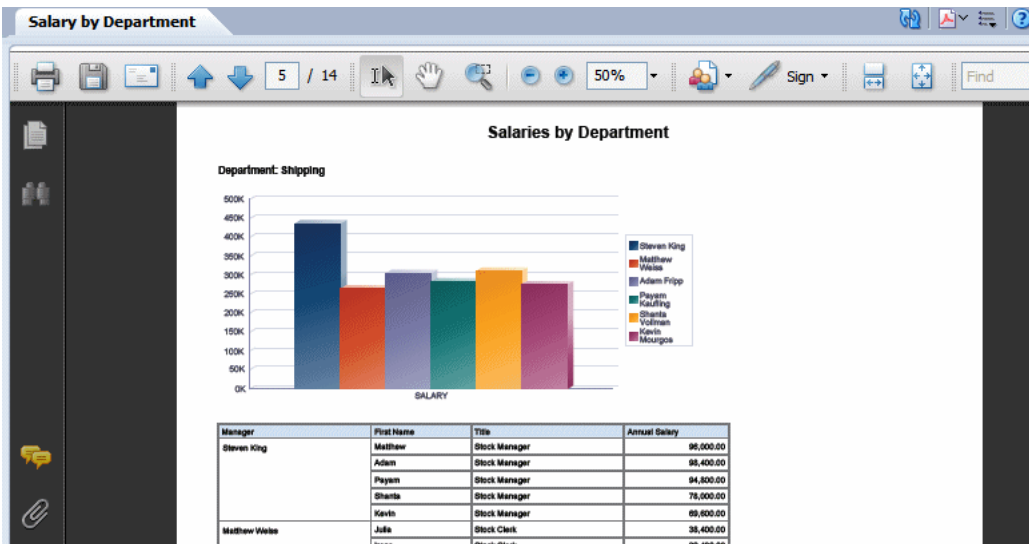 Salary by Department
5 / 14
50%
Sign
Find
Salaries by Department
Department: Shipping
500K
450K
400K
350K
300K
250K
200K
150K
100K
50K
0K
SALARY
Steven King
Matthew
Weiss
Adam Fripp
Payam
Kaufling
Shanta
Vollman
Kevin
Mourgos
Manager First Name Title Annual Salary
Steven King Matthew Stock Manager 96,000.00
Adam Stock Manager 98,400.00
Payam Stock Manager 94,800.00
Shanta Stock Manager 78,000.00
Kevin Stock Manager 69,600.00
Matthew Weiss Julia Stock Clerk 38,400.00